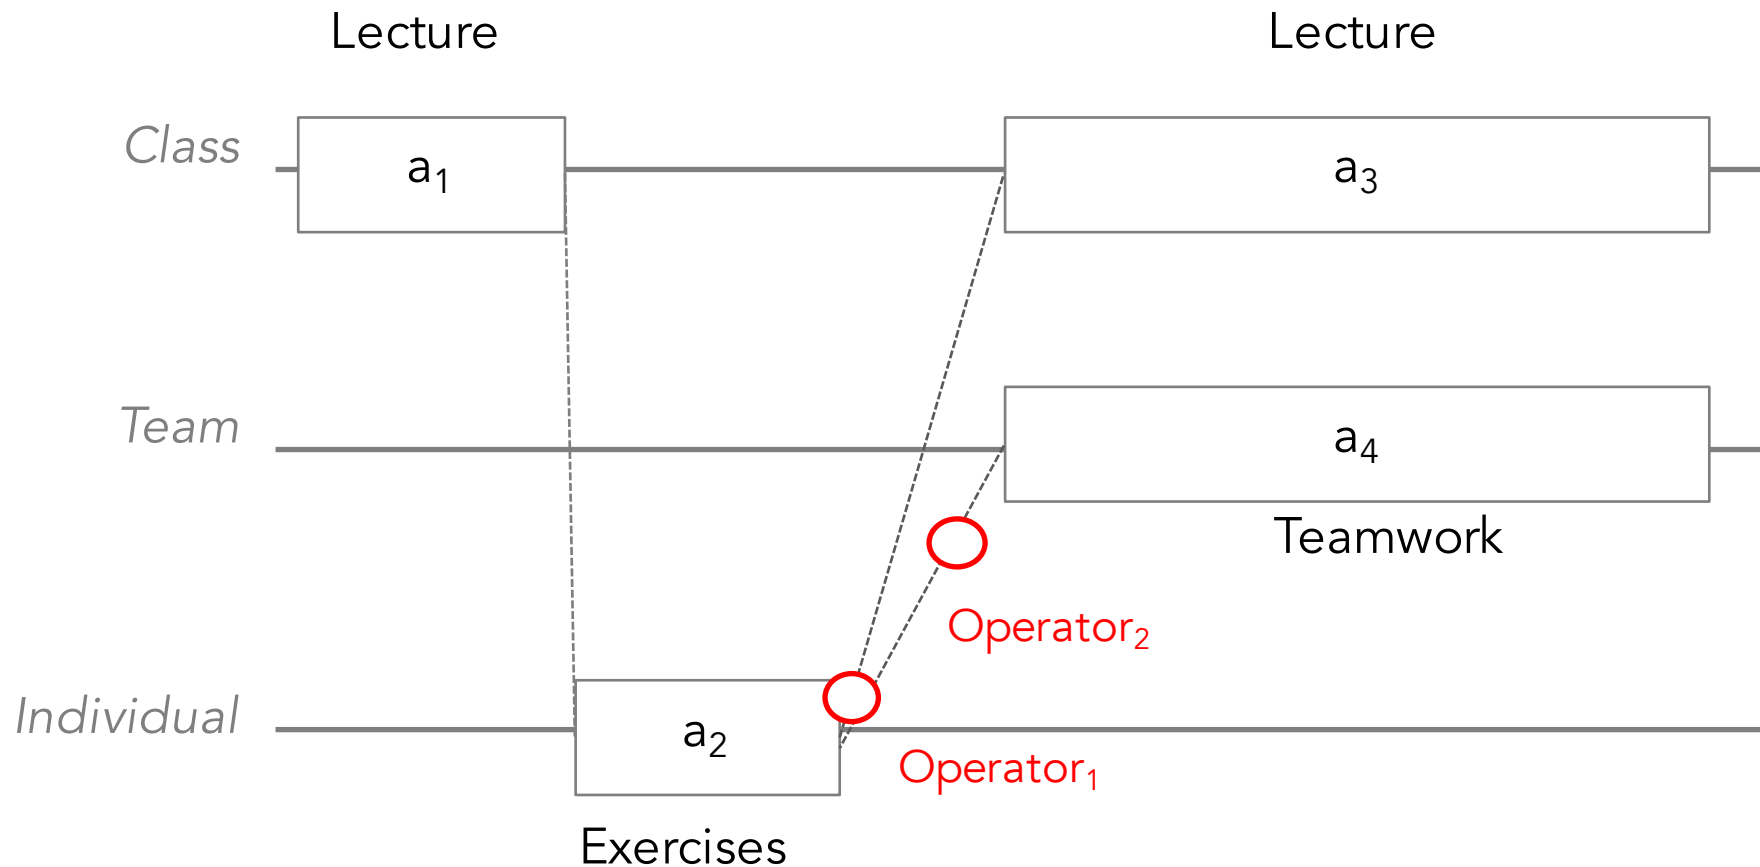 Lecture
Lecture
Class
a₁
a₃
Team
a₄
Teamwork
Operator₂
Individual
a₂
Operator₁
Exercises